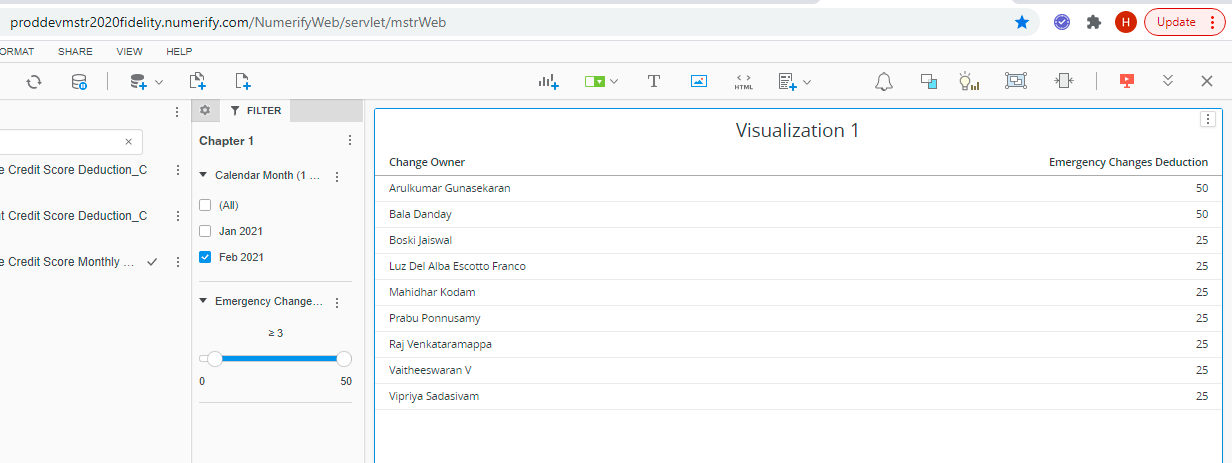 proddevmstr2020fidelity.numerify.com/NumerifyWeb/servlet/mstrWeb
H
Update
ORMAT SHARE VIEW HELP
T
HTML
FILTER
Chapter 1
e Credit Score Deduction_C
t Credit Score Deduction_C
e Credit Score Monthly ...
Calendar Month (1 ...
(All)
Jan 2021
Feb 2021
Emergency Change...
≥ 3
0 50
Visualization 1
Change Owner Emergency Changes Deduction
Arulkumar Gunasekaran 50
Bala Danday 50
Boski Jaiswal 25
Luz Del Alba Escotto Franco 25
Mahidhar Kodam 25
Prabu Ponnusamy 25
Raj Venkataramappa 25
Vaitheeswaran V 25
Vipriya Sadasivam 25